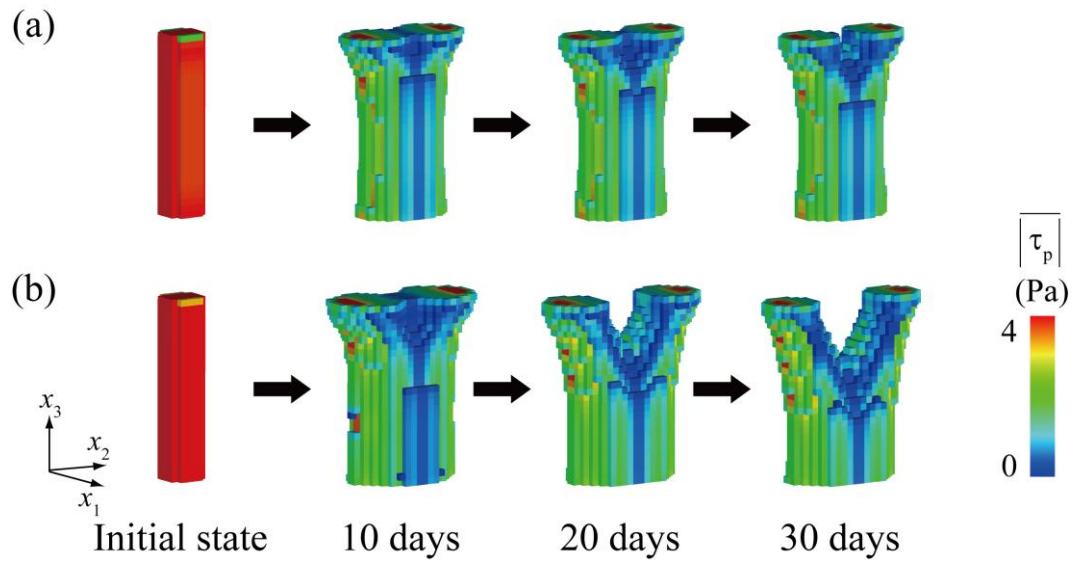 (a)
(b)
|τₚ|
(Pa)
4
0
x₃
x₂
x₁
Initial state 10 days 20 days 30 days